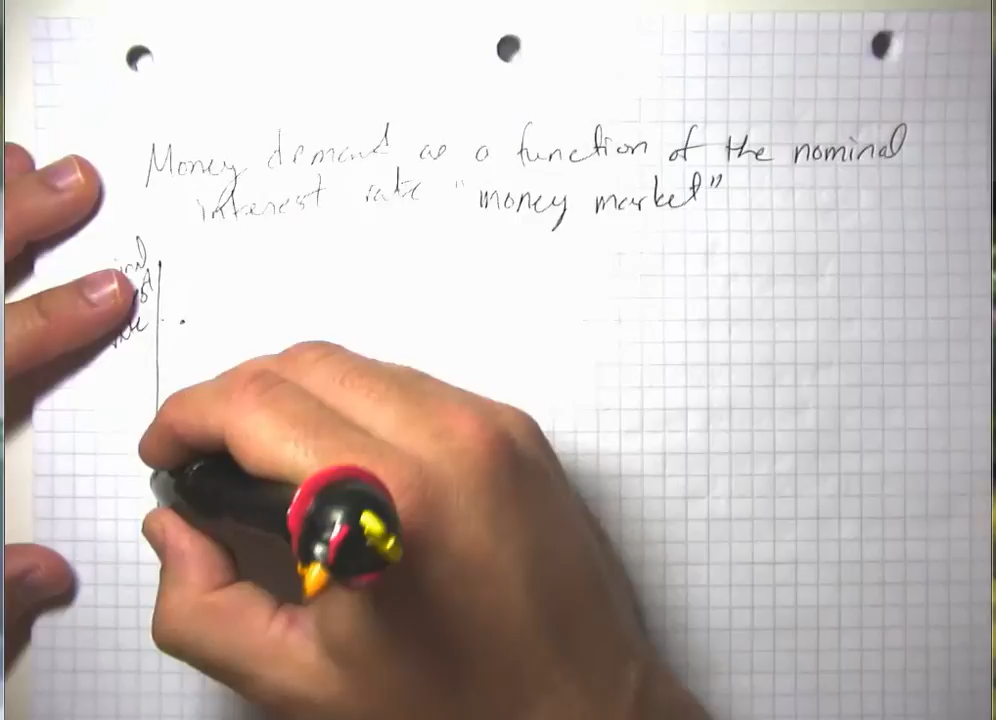 Money demand as a function of the nominal
interest rate "money market"